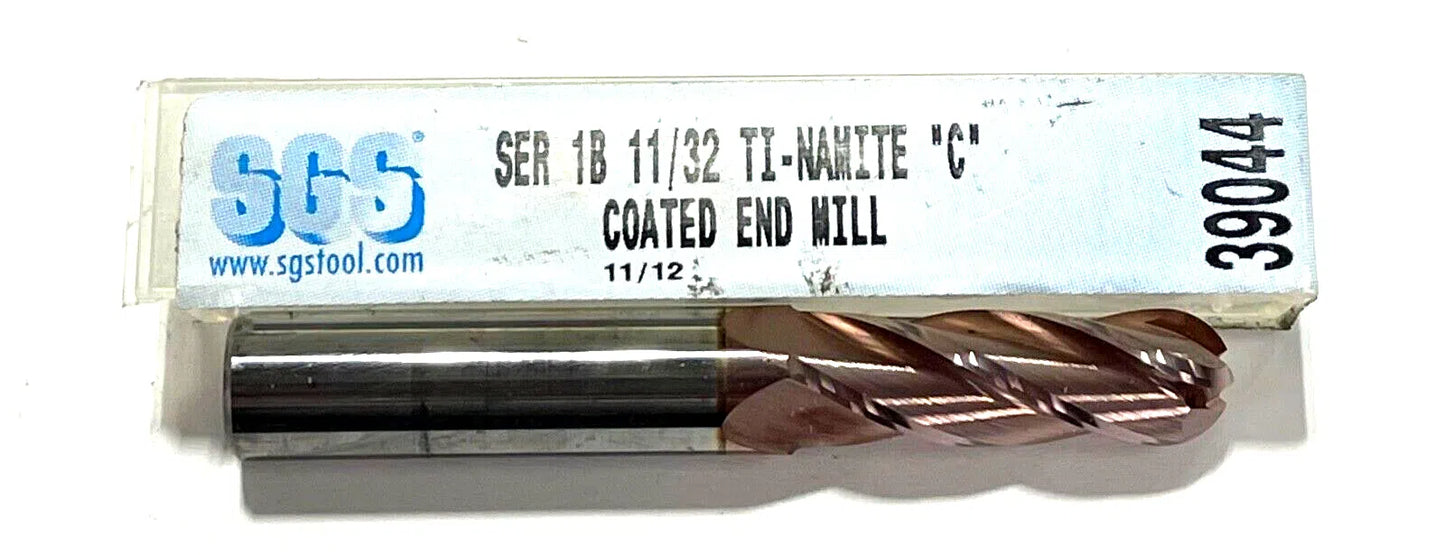 SGS®
www.sgstool.com
SER 1B 11/32 TI-NAMITE "C"
COATED END MILL
11/12
39044